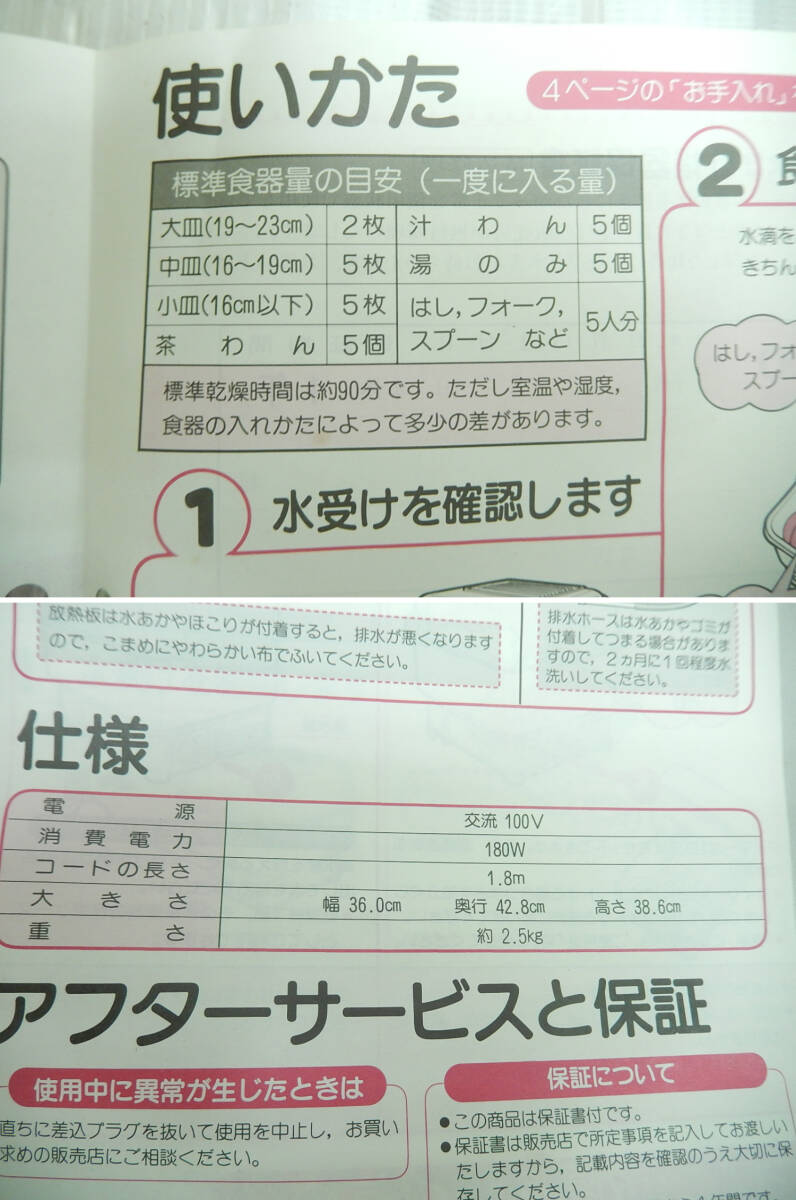 使いかた
4ページの「お手入れ」
標準食器量の目安（一度に入る量）
大皿(19～23cm) 2枚 汁わん 5個
中皿(16～19cm) 5枚 湯のみ 5個
小皿(16cm以下) 5枚 はし,フォーク,
スプーン など 5人分
茶わん 5個
標準乾燥時間は約90分です。ただし室温や湿度,
食器の入れかたによって多少の差があります。
1 水受けを確認します
2
水滴を
きちん
はし,フォ
スプー
放熱板は水あかやほこりが付着すると，排水が悪くなります
ので，こまめにやわらかい布でふいてください。
排水ホースは水あかやゴミが
付着してつまる場合がありま
すので，2ヵ月に1回程度水
洗いしてください。
仕様
電源 交流 100V
消費電力 180W
コードの長さ 1.8m
大きさ 幅 36.0cm 奥行 42.8cm 高さ 38.6cm
重さ 約 2.5kg
アフターサービスと保証
使用中に異常が生じたときは
直ちに差込プラグを抜いて使用を中止し，お買い
求めの販売店にご相談ください。
保証について
●この商品は保証書付です。
●保証書は販売店で所定事項を記入してお渡しい
たしますから，記載内容を確認のうえ大切に保
存してください。